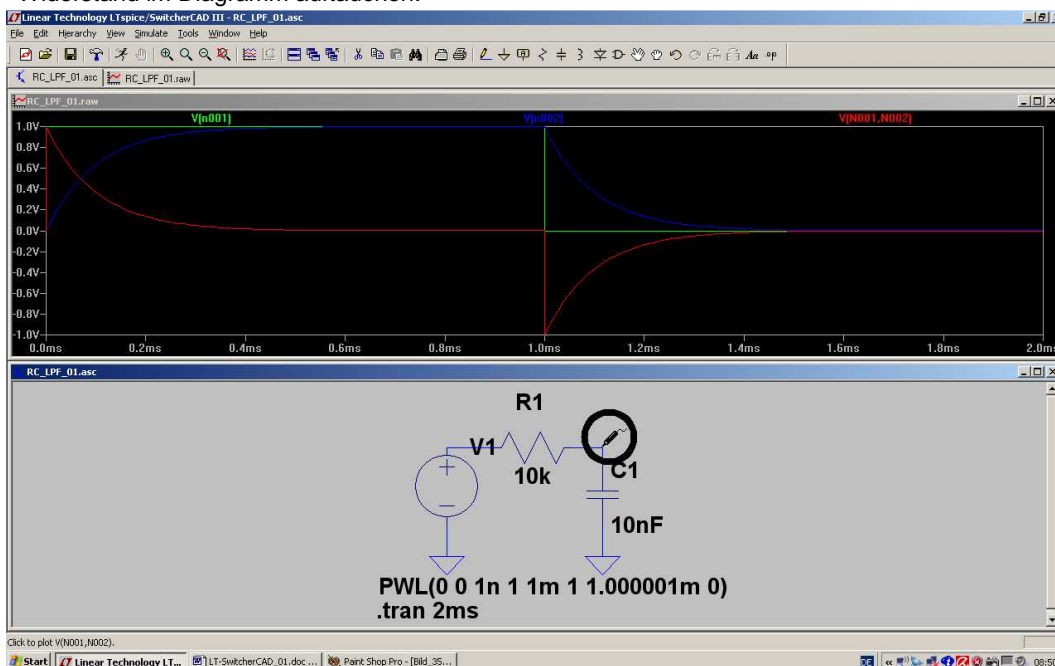 Linear Technology LTspice/SwitcherCAD III - RC_LPF_01.asc
File Edit Hierarchy View Simulate Tools Window Help
RC_LPF_01.asc RC_LPF_01.raw
RC_LPF_01.raw
V(n001) V(n002) V(N001,N002)
1.0V
0.8V
0.6V
0.4V
0.2V
0.0V
-0.2V
-0.4V
-0.6V
-0.8V
-1.0V
0.0ms 0.2ms 0.4ms 0.6ms 0.8ms 1.0ms 1.2ms 1.4ms 1.6ms 1.8ms
RC_LPF_01.asc
R1
V1
10k
C1
10nF
PWL(0 0 1n 1 1m 1 1.000001m 0)
.tran 2ms
Click to plot V(N001,N002).
Start Linear Technology LT... LT-SwitcherCAD_01.doc ... Paint Shop Pro - [Bild_35... DE 08:50